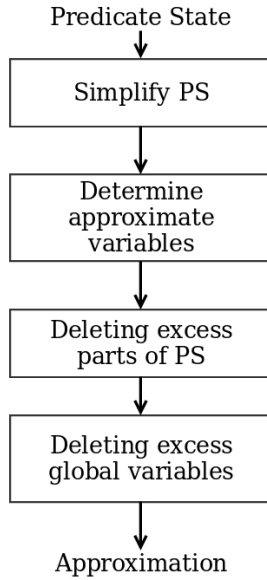 Predicate State
Simplify PS
Determine
approximate
variables
Deleting excess
parts of PS
Deleting excess
global variables
Approximation